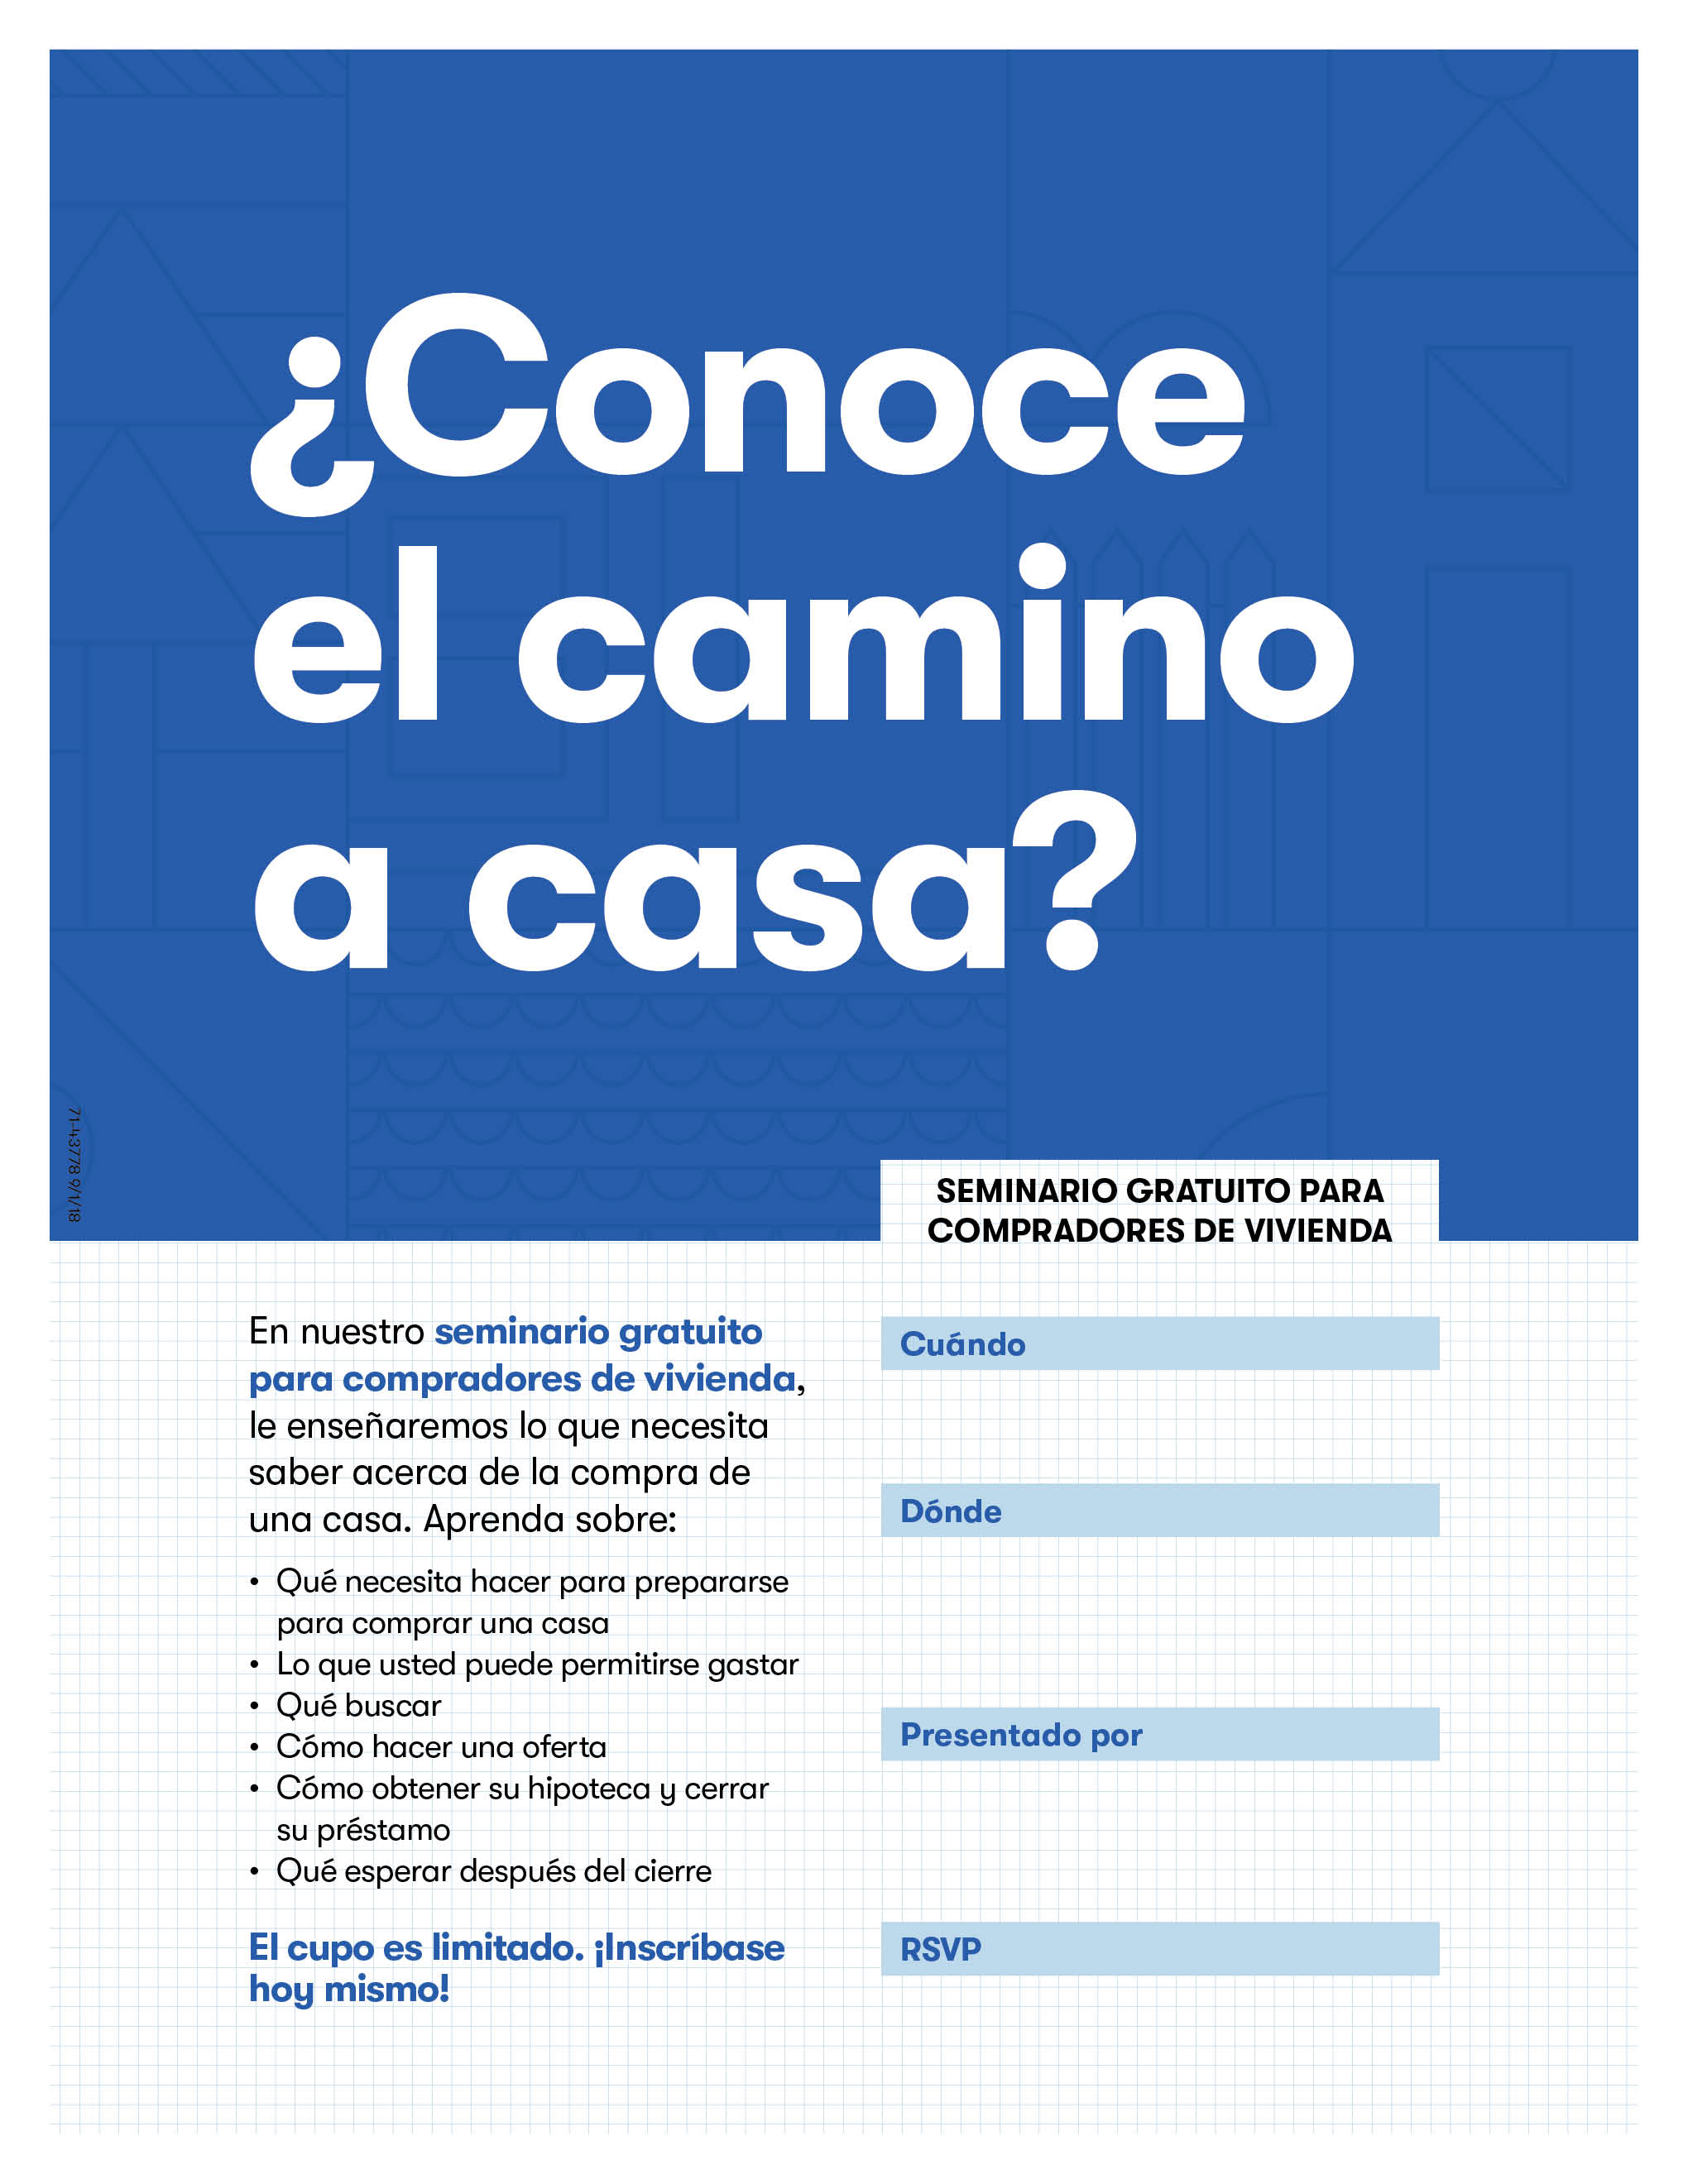 ¿Conoce
el camino
a casa?
71-43778 9/1/18
SEMINARIO GRATUITO PARA
COMPRADORES DE VIVIENDA
En nuestro seminario gratuito
para compradores de vivienda,
le enseñaremos lo que necesita
saber acerca de la compra de
una casa. Aprenda sobre:
• Qué necesita hacer para prepararse
para comprar una casa
• Lo que usted puede permitirse gastar
• Qué buscar
• Cómo hacer una oferta
• Cómo obtener su hipoteca y cerrar
su préstamo
• Qué esperar después del cierre
El cupo es limitado. ¡Inscríbase
hoy mismo!
Cuándo
Dónde
Presentado por
RSVP